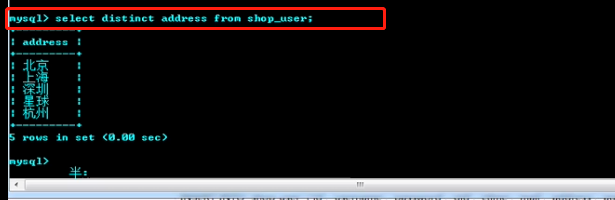 mysql> select distinct address from shop_user;
+---------+
| address |
+---------+
| 北京
| 上海
| 深圳
| 星球
| 杭州
+---------+
5 rows in set (0.00 sec)
mysql>
半: